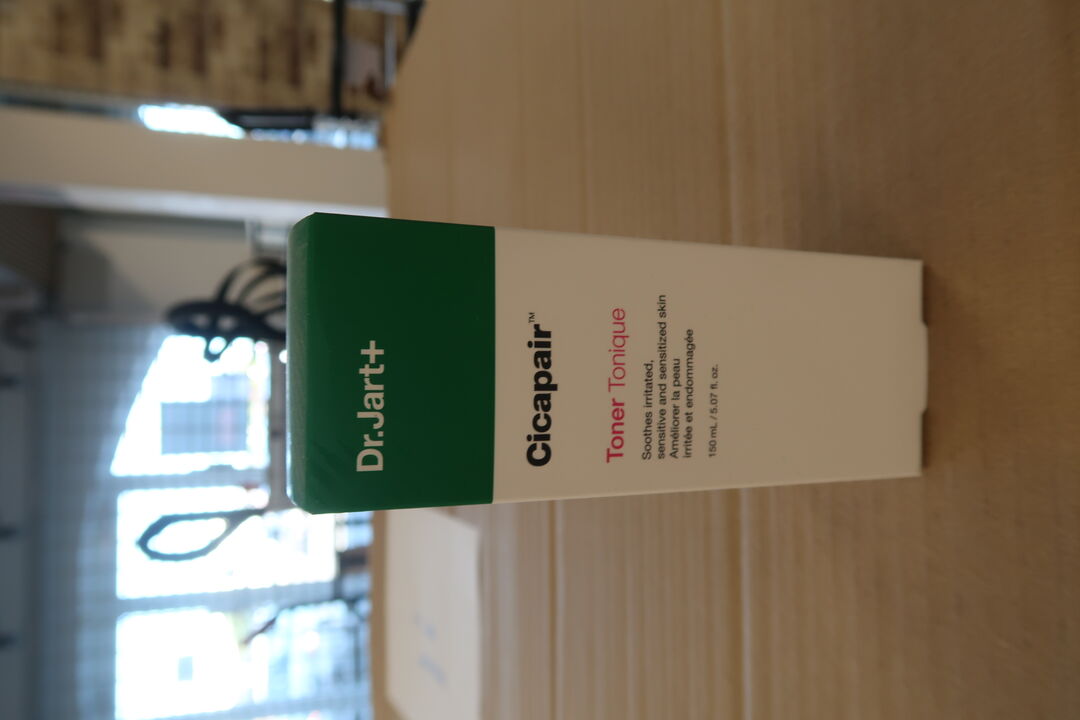 Dr.Jart+
Cicapair™
Toner Tonique
Soothes irritated,
sensitive and sensitized skin
Améliorer la peau
irritée et endommagée
150 mL / 5.07 fl. oz.